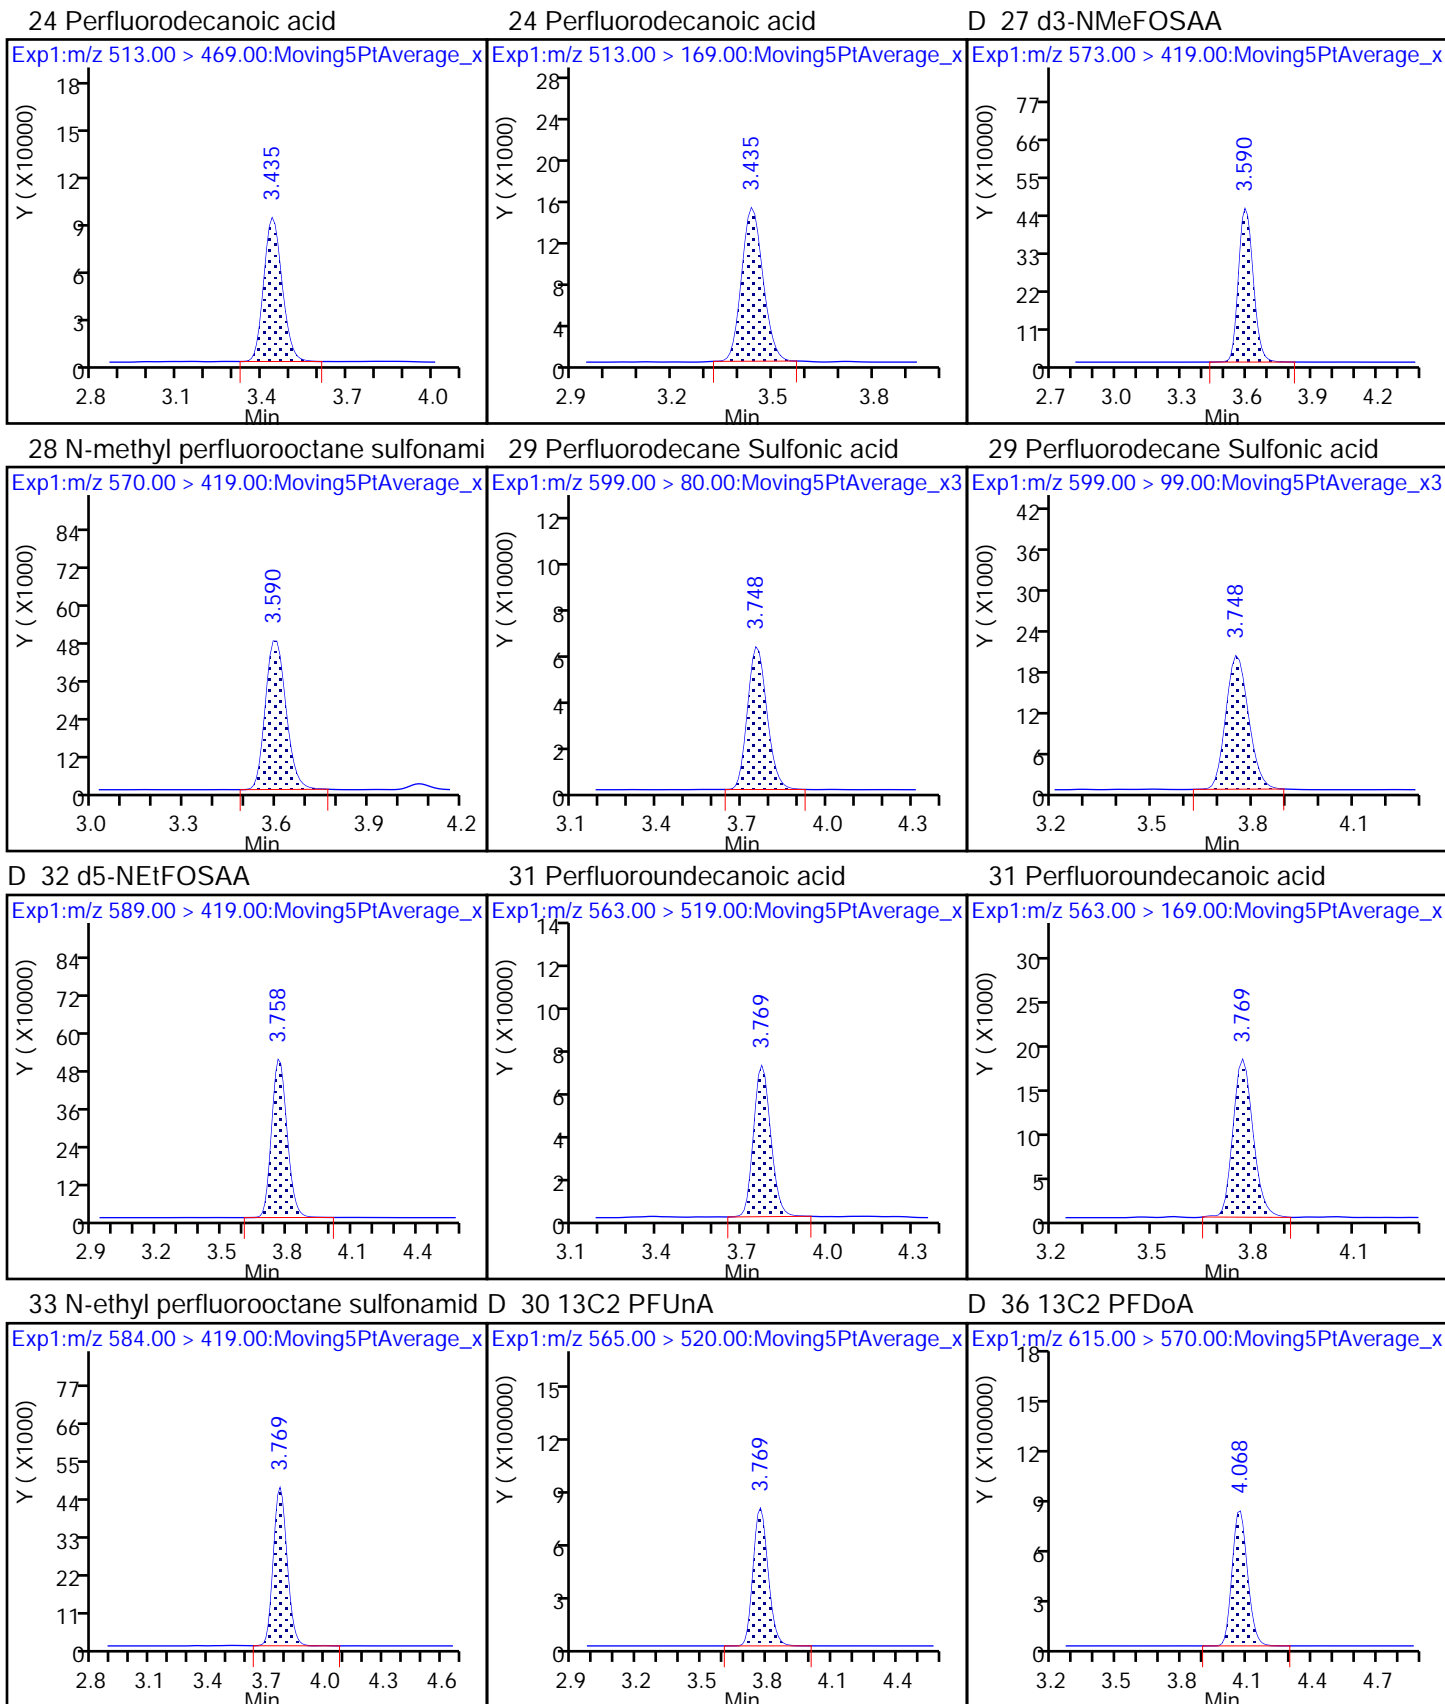 24 Perfluorodecanoic acid
Exp1:m/z 513.00 > 469.00:Moving5PtAverage_x
Y ( X10000)
18
15
12
9
6
3
0
3.435
2.8 3.1 3.4 3.7 4.0
Min
24 Perfluorodecanoic acid
Exp1:m/z 513.00 > 169.00:Moving5PtAverage_x
Y ( X1000)
28
24
20
16
12
8
4
0
3.435
2.9 3.2 3.5 3.8
Min
D 27 d3-NMeFOSAA
Exp1:m/z 573.00 > 419.00:Moving5PtAverage_x
Y ( X10000)
77
66
55
44
33
22
11
0
3.590
2.7 3.0 3.3 3.6 3.9 4.2
Min
28 N-methyl perfluorooctane sulfonami
Exp1:m/z 570.00 > 419.00:Moving5PtAverage_x
Y ( X1000)
84
72
60
48
36
24
12
0
3.590
3.0 3.3 3.6 3.9 4.2
Min
29 Perfluorodecane Sulfonic acid
Exp1:m/z 599.00 > 80.00:Moving5PtAverage_x3
Y ( X10000)
12
10
8
6
4
2
0
3.748
3.1 3.4 3.7 4.0 4.3
Min
29 Perfluorodecane Sulfonic acid
Exp1:m/z 599.00 > 99.00:Moving5PtAverage_x3
Y ( X1000)
42
36
30
24
18
12
6
0
3.748
3.2 3.5 3.8 4.1
Min
D 32 d5-NEtFOSAA
Exp1:m/z 589.00 > 419.00:Moving5PtAverage_x
Y ( X10000)
84
72
60
48
36
24
12
0
3.758
2.9 3.2 3.5 3.8 4.1 4.4
Min
31 Perfluoroundecanoic acid
Exp1:m/z 563.00 > 519.00:Moving5PtAverage_x
Y ( X10000)
14
12
10
8
6
4
2
0
3.769
3.1 3.4 3.7 4.0 4.3
Min
31 Perfluoroundecanoic acid
Exp1:m/z 563.00 > 169.00:Moving5PtAverage_x
Y ( X1000)
30
25
20
15
10
5
0
3.769
3.2 3.5 3.8 4.1
Min
33 N-ethyl perfluorooctane sulfonamid
Exp1:m/z 584.00 > 419.00:Moving5PtAverage_x
Y ( X1000)
77
66
55
44
33
22
11
0
3.769
2.8 3.1 3.4 3.7 4.0 4.3 4.6
Min
D 30 13C2 PFUnA
Exp1:m/z 565.00 > 520.00:Moving5PtAverage_x
Y ( X100000)
15
12
9
6
3
0
3.769
2.9 3.2 3.5 3.8 4.1 4.4
Min
D 36 13C2 PFDoA
Exp1:m/z 615.00 > 570.00:Moving5PtAverage_x
Y ( X100000)
18
15
12
9
6
3
0
4.068
3.2 3.5 3.8 4.1 4.4 4.7
Min